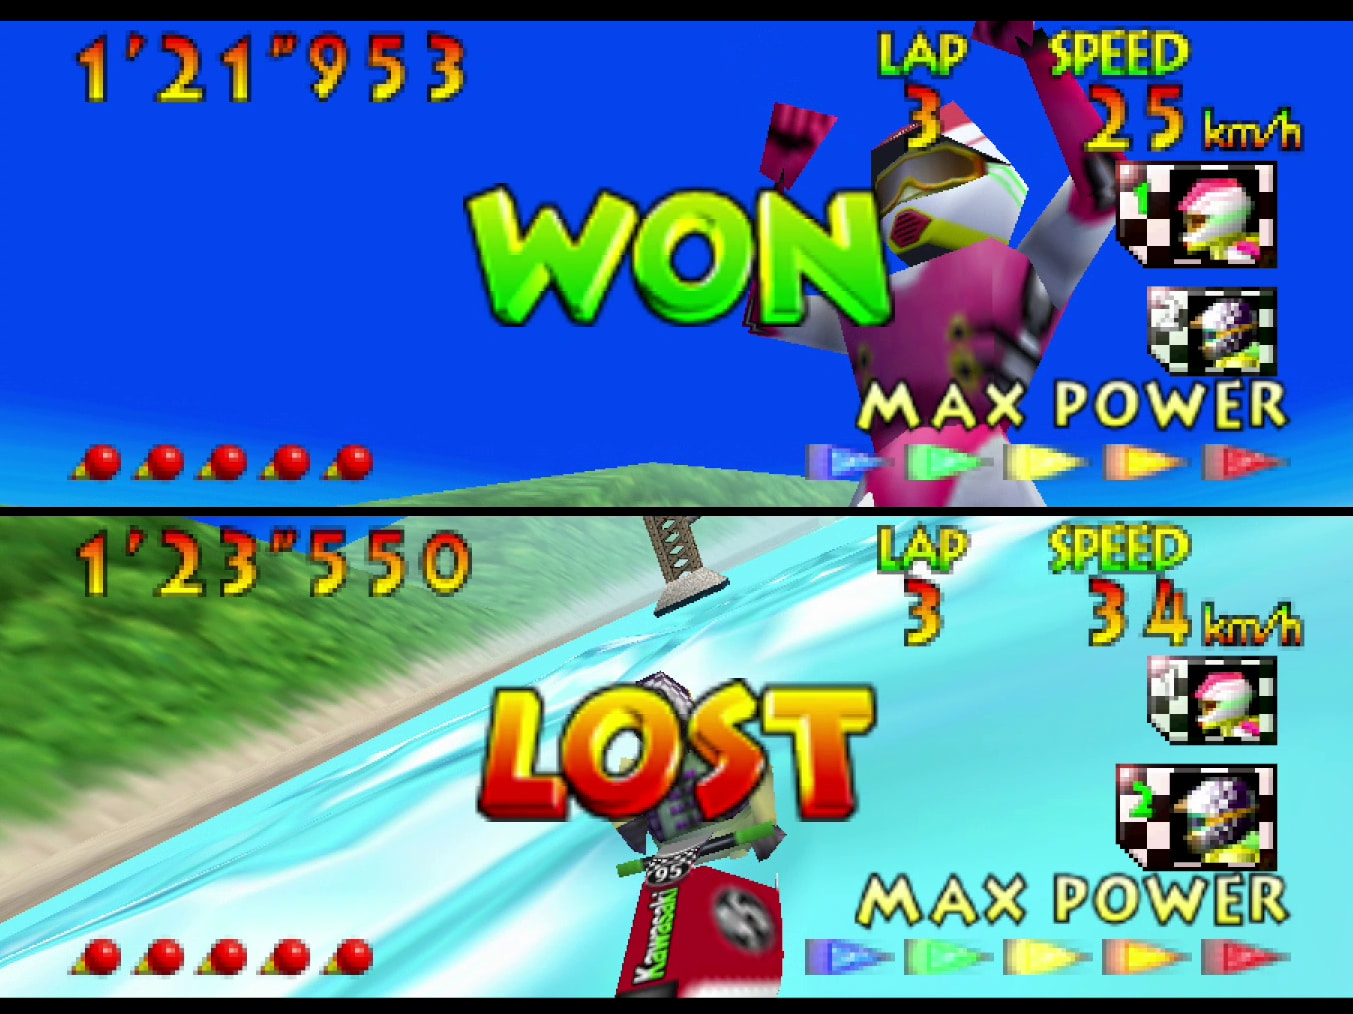 1'21"953
LAP SPEED
3 25 km/h
1
WON
2
MAX POWER
1'23"550
LAP SPEED
3 34 km/h
1
LOST
2
95
Kawasaki
MAX POWER